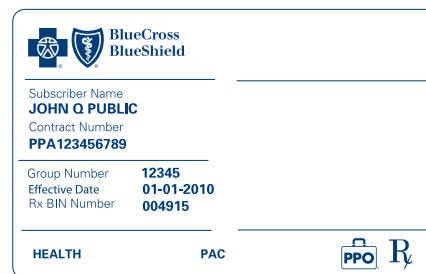 BlueCross
BlueShield
Subscriber Name
JOHN Q PUBLIC
Contract Number
PPA123456789
Group Number 12345
Effective Date 01-01-2010
Rx BIN Number 004915
HEALTH PAC PPO Rx